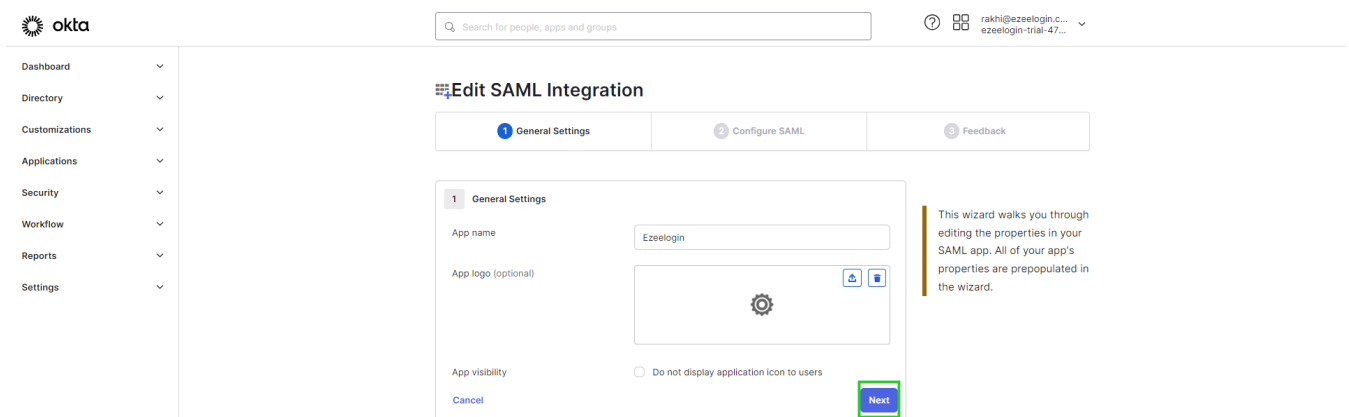 okta
Search for people, apps and groups
rakhi@ezeelogin.c...
ezeelogin-trial-47...
Dashboard
Directory
Customizations
Applications
Security
Workflow
Reports
Settings
Edit SAML Integration
1 General Settings
2 Configure SAML
3 Feedback
1 General Settings
App name
Ezeelogin
App logo (optional)
App visibility
Do not display application icon to users
Cancel
Next
This wizard walks you through
editing the properties in your
SAML app. All of your app's
properties are prepopulated in
the wizard.